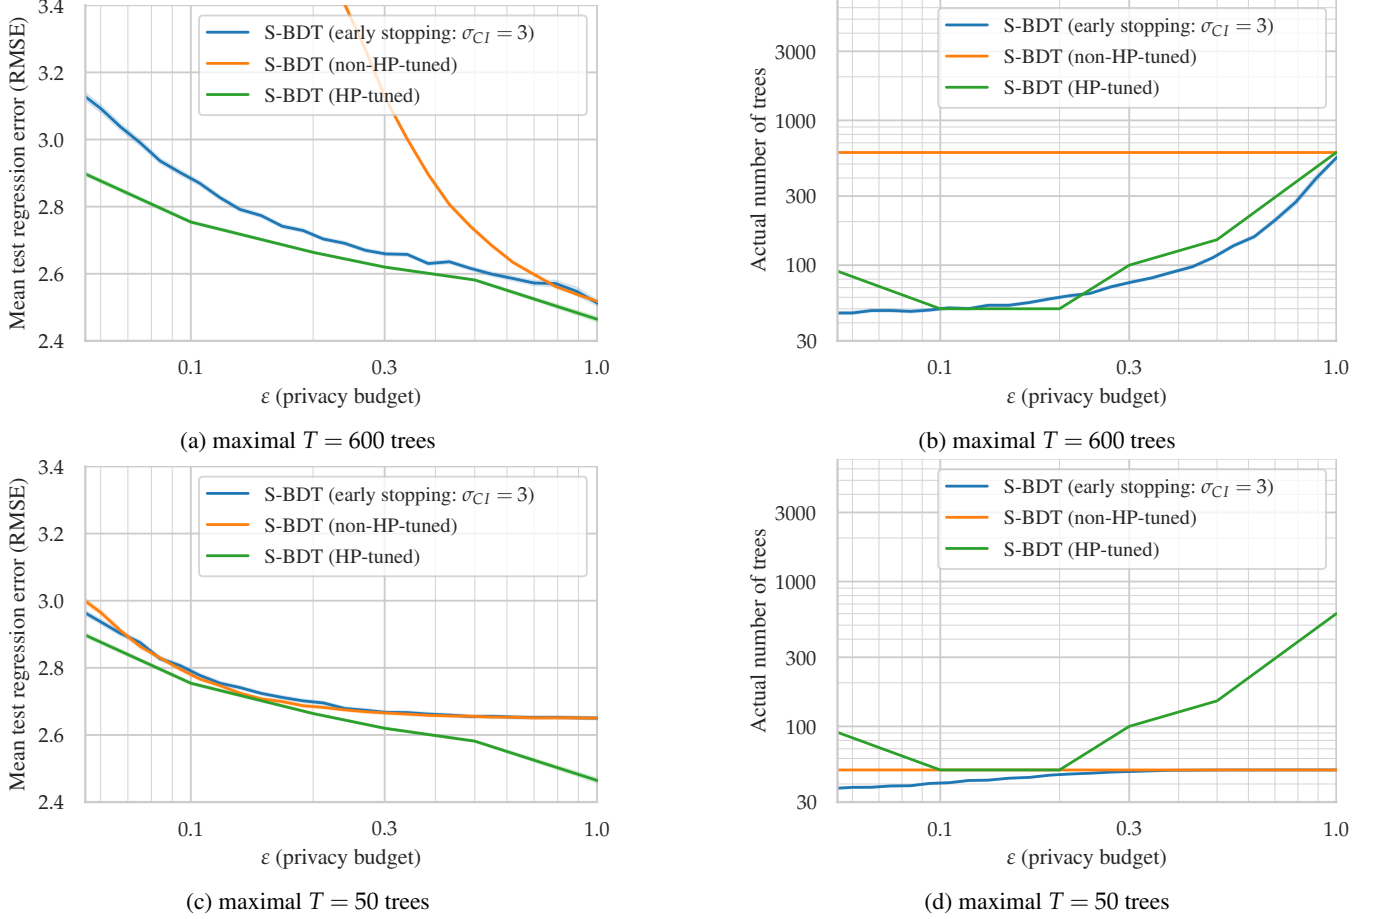 3.4
3.2
3.0
2.8
2.6
2.4
Mean test regression error (RMSE)
S-BDT (early stopping: σ_CI = 3)
S-BDT (non-HP-tuned)
S-BDT (HP-tuned)
0.1 0.3 1.0
ε (privacy budget)
(a) maximal T = 600 trees
3000
1000
300
100
30
Actual number of trees
S-BDT (early stopping: σ_CI = 3)
S-BDT (non-HP-tuned)
S-BDT (HP-tuned)
0.1 0.3 1.0
ε (privacy budget)
(b) maximal T = 600 trees
3.4
3.2
3.0
2.8
2.6
2.4
Mean test regression error (RMSE)
S-BDT (early stopping: σ_CI = 3)
S-BDT (non-HP-tuned)
S-BDT (HP-tuned)
0.1 0.3 1.0
ε (privacy budget)
(c) maximal T = 50 trees
3000
1000
300
100
30
Actual number of trees
S-BDT (early stopping: σ_CI = 3)
S-BDT (non-HP-tuned)
S-BDT (HP-tuned)
0.1 0.3 1.0
ε (privacy budget)
(d) maximal T = 50 trees